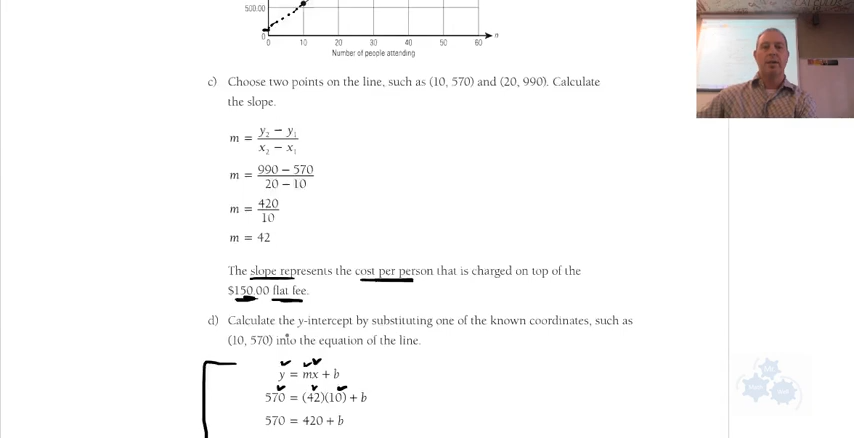 500.00
0
0 10 20 30 40 50 60 n
Number of people attending
c) Choose two points on the line, such as (10, 570) and (20, 990). Calculate
the slope.
m = y₂ − y₁ / x₂ − x₁
m = 990 − 570 / 20 − 10
m = 420 / 10
m = 42
The slope represents the cost per person that is charged on top of the
$150.00 flat fee.
d) Calculate the y-intercept by substituting one of the known coordinates, such as
(10, 570) into the equation of the line.
y = mx + b
570 = (42)(10) + b
570 = 420 + b